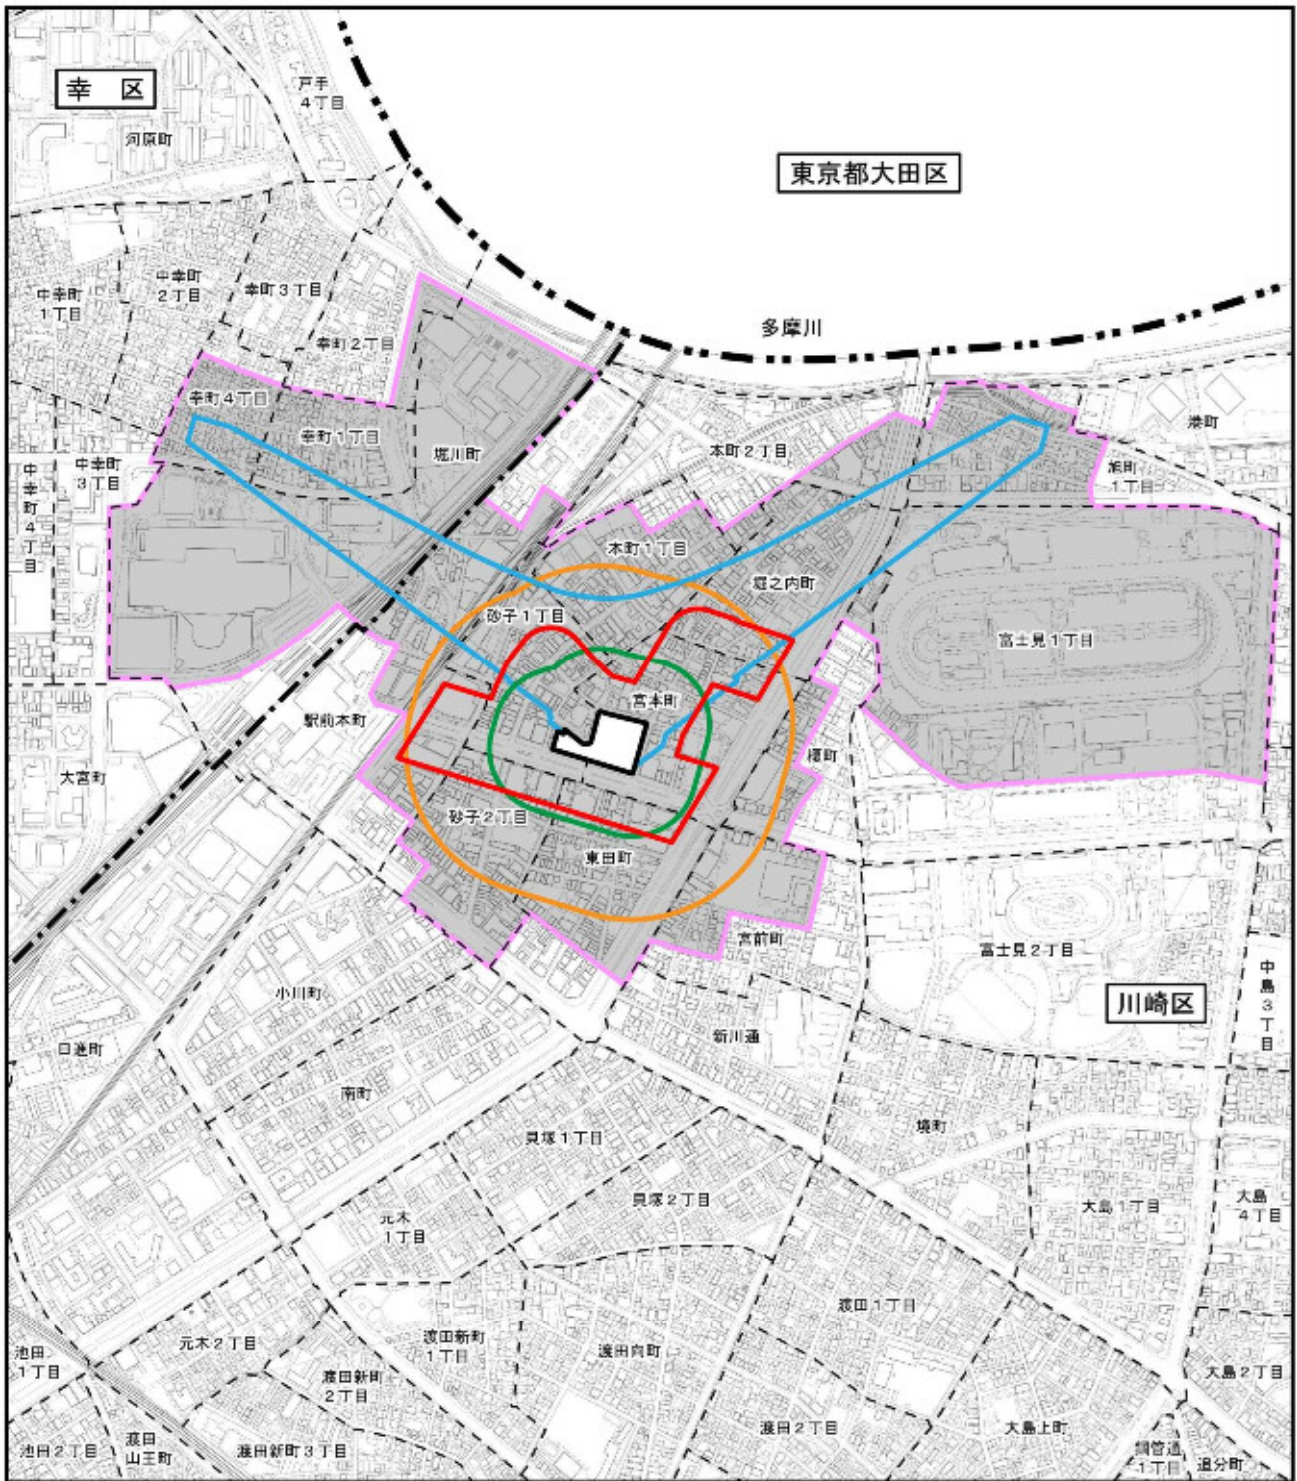 幸 区
戸手
4丁目
河原町
東京都大田区
中幸町
1丁目
中幸町
2丁目
幸町3丁目
幸町2丁目
多摩川
幸町4丁目
幸町1丁目
堀川町
本町2丁目
港町
旭町
1丁目
中幸町4丁目
中幸町
3丁目
本町1丁目
堀之内町
砂子1丁目
富士見1丁目
宮本町
駅前本町
榎町
大宮町
砂子2丁目
東田町
宮前町
富士見2丁目
中島3丁目
川崎区
小川町
日進町
新川通
南町
貝塚1丁目
境町
貝塚2丁目
元木
1丁目
大島1丁目
大島
4丁目
渡田1丁目
元木2丁目
渡田新町
1丁目
渡田向町
池田
1丁目
渡田新町
2丁目
大島2丁目
池田2丁目
渡田
山王町
渡田新町3丁目
渡田2丁目
大島上町
鋼管通
1丁目
追分町